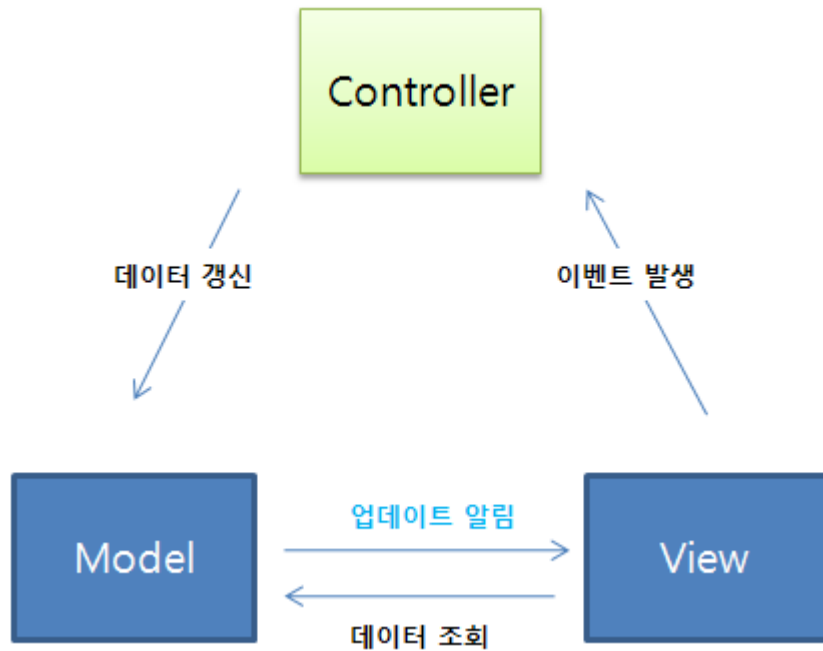 Controller
데이터 갱신
이벤트 발생
업데이트 알림
Model
View
데이터 조회